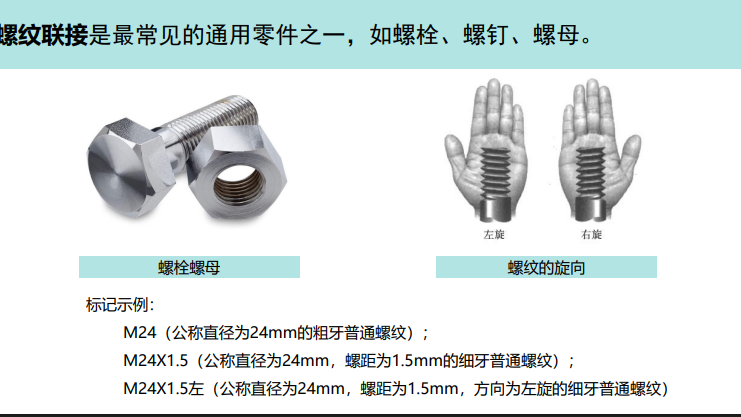 螺纹联接是最常见的通用零件之一，如螺栓、螺钉、螺母。
左旋
右旋
螺栓螺母
螺纹的旋向
标记示例：
M24（公称直径为24mm的粗牙普通螺纹）；
M24X1.5（公称直径为24mm，螺距为1.5mm的细牙普通螺纹）；
M24X1.5左（公称直径为24mm，螺距为1.5mm，方向为左旋的细牙普通螺纹）